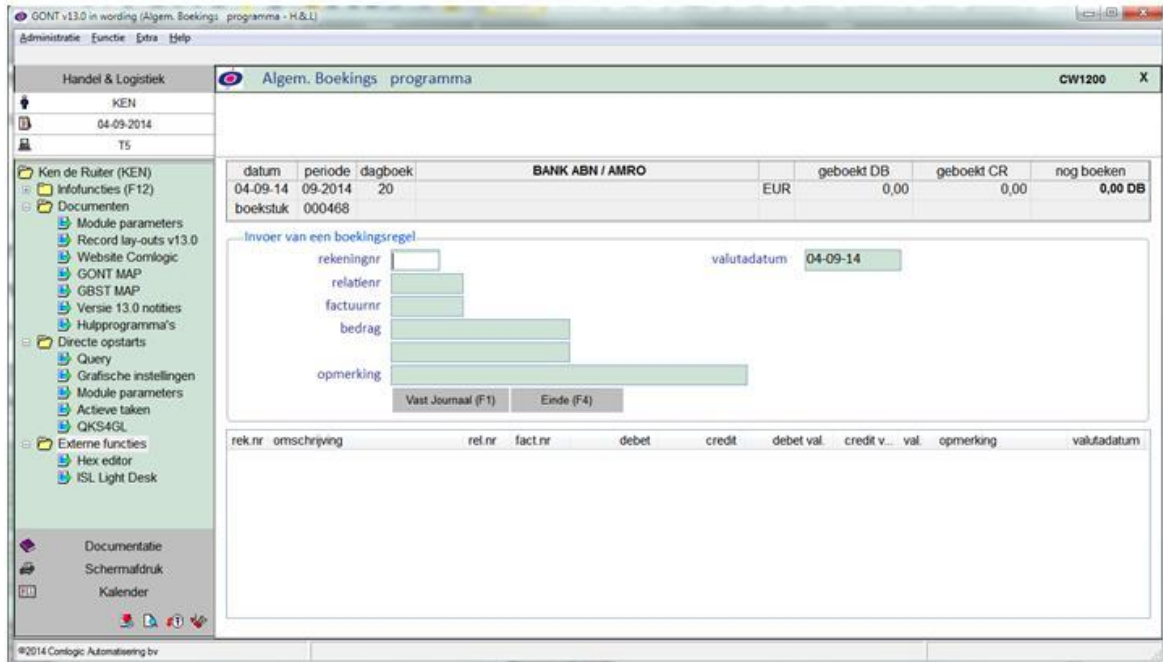 GONT v13.0 in wording (Algem. Boekings programma - H.&.L)
Administratie Functie Extra Help
Handel & Logistiek
Algem. Boekings programma CW1200 X
KEN
04-09-2014
T5
Ken de Ruiter (KEN)
Infofuncties (F12)
Documenten
Module parameters
Record lay-outs v13.0
Website Comlogic
GONT MAP
GBST MAP
Versie 13.0 notities
Hulpprogramma's
Directe opstarts
Query
Grafische instellingen
Module parameters
Actieve taken
QKS4GL
Externe functies
Hex editor
ISL Light Desk
Documentatie
Schermafdruk
Kalender
datum periode dagboek BANK ABN / AMRO geboekt DB geboekt CR nog boeken
04-09-14 09-2014 20 EUR 0,00 0,00 0,00 DB
boekstuk 000468
Invoer van een boekingsregel
rekeningnr valutadatum 04-09-14
relatienr
factuurnr
bedrag
opmerking
Vast Journaal (F1) Einde (F4)
rek.nr omschrijving rel.nr fact.nr debet credit debet val. credit v... val. opmerking valutadatum
©2014 Comlogic Automatisering bv